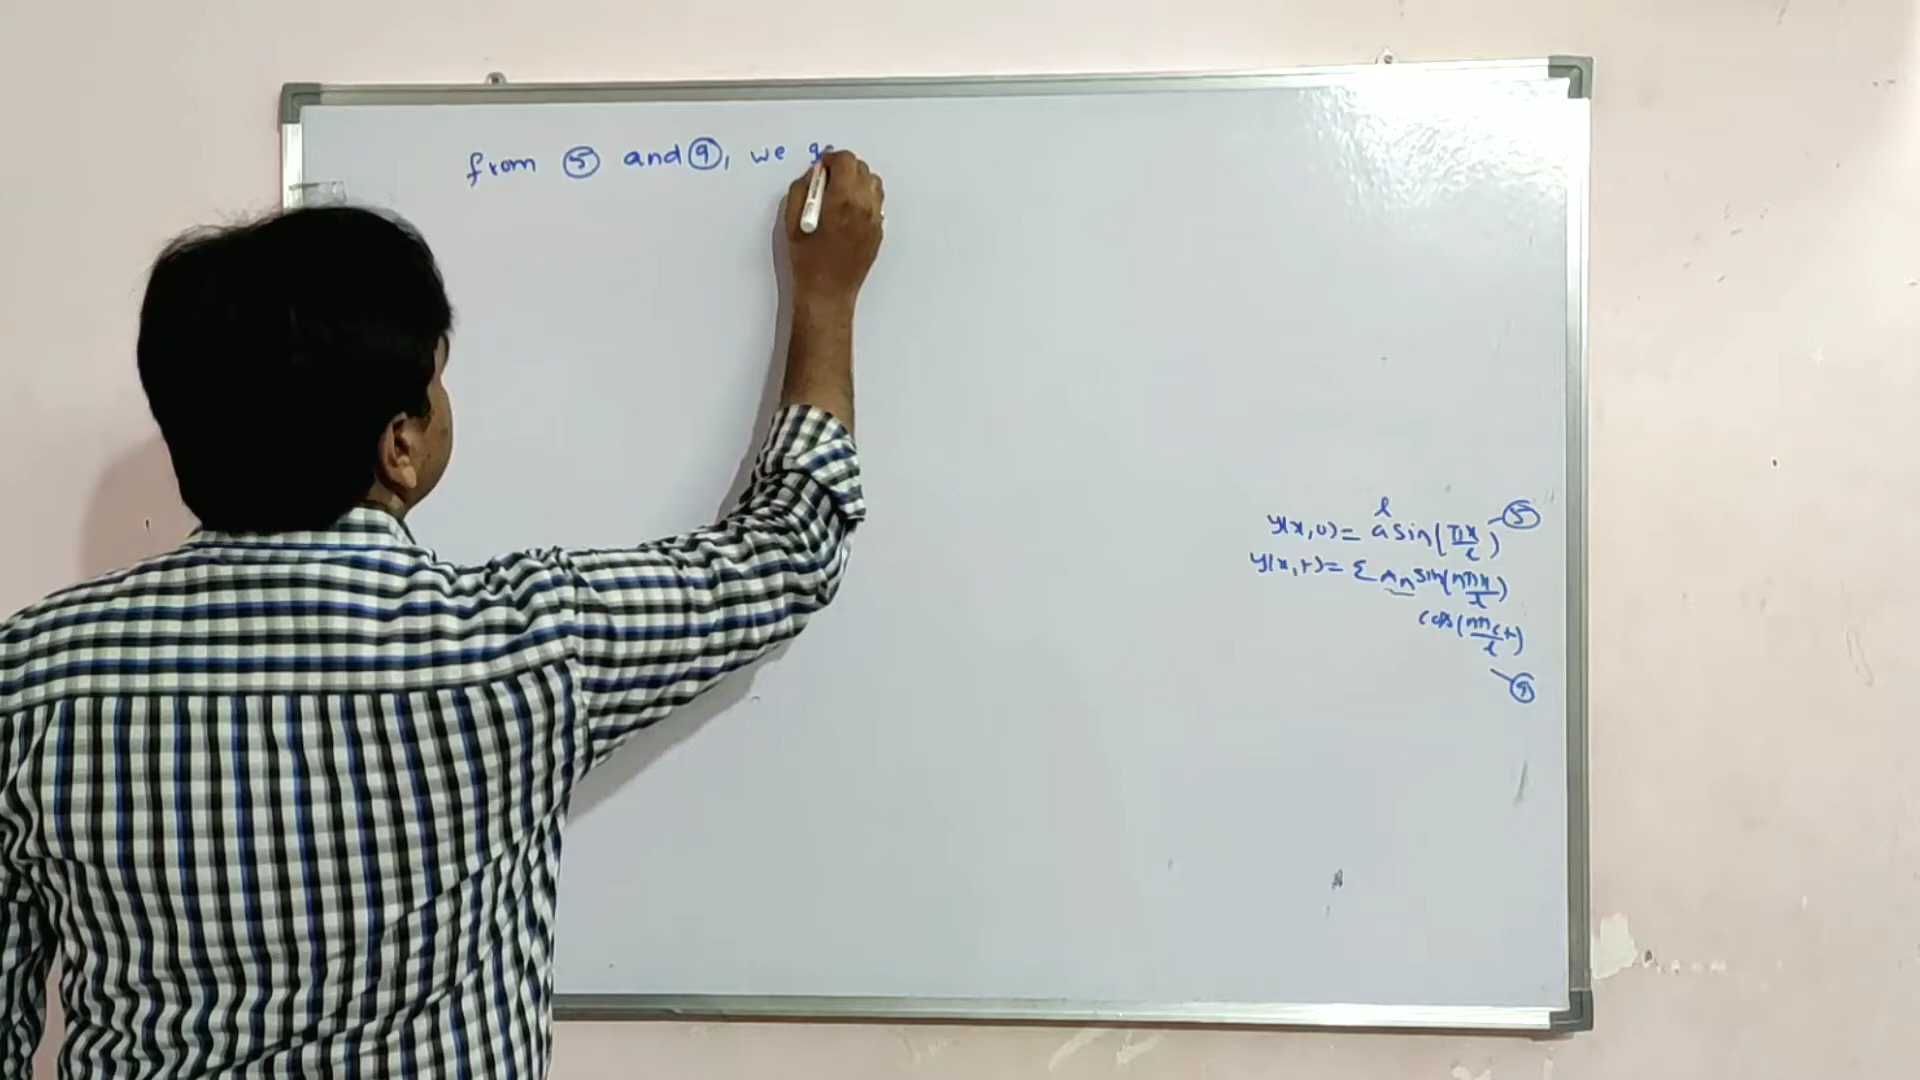 from ⑤ and ⑨, we ge
l
y(x,0) = a sin(πx/l) – ⑤
y(x,t) = Σ An sin(nπx/l)
cos(nπct/l)
– ⑨